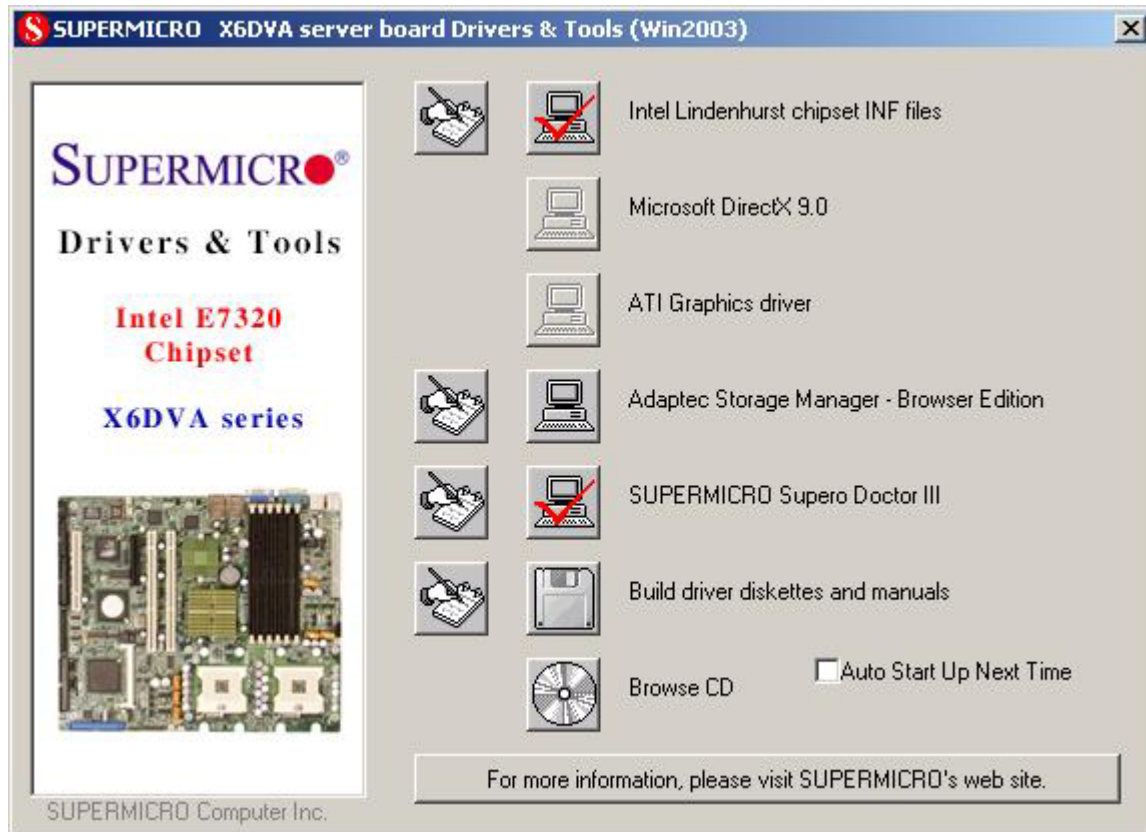 SUPERMICRO X6DVA server board Drivers & Tools (Win2003)
SUPERMICRO®
Drivers & Tools
Intel E7320
Chipset
X6DVA series
SUPERMICRO Computer Inc.
Intel Lindenhurst chipset INF files
Microsoft DirectX 9.0
ATI Graphics driver
Adaptec Storage Manager - Browser Edition
SUPERMICRO Supero Doctor III
Build driver diskettes and manuals
Browse CD
Auto Start Up Next Time
For more information, please visit SUPERMICRO's web site.